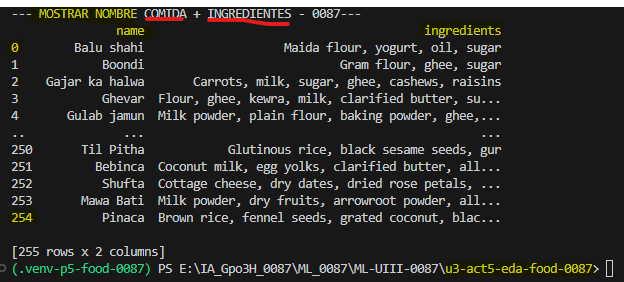 --- MOSTRAR NOMBRE COMIDA + INGREDIENTES - 0087---
name ingredients
0 Balu shahi Maida flour, yogurt, oil, sugar
1 Boondi Gram flour, ghee, sugar
2 Gajar ka halwa Carrots, milk, sugar, ghee, cashews, raisins
3 Ghevar Flour, ghee, kewra, milk, clarified butter, su...
4 Gulab jamun Milk powder, plain flour, baking powder, ghee,...
.. ... ...
250 Til Pitha Glutinous rice, black sesame seeds, gur
251 Bebinca Coconut milk, egg yolks, clarified butter, all...
252 Shufta Cottage cheese, dry dates, dried rose petals, ...
253 Mawa Bati Milk powder, dry fruits, arrowroot powder, all...
254 Pinaca Brown rice, fennel seeds, grated coconut, blac...
[255 rows x 2 columns]
(.venv-p5-food-0087) PS E:\IA_Gpo3H_0087\ML_0087\ML-UIII-0087\u3-act5-eda-food-0087>